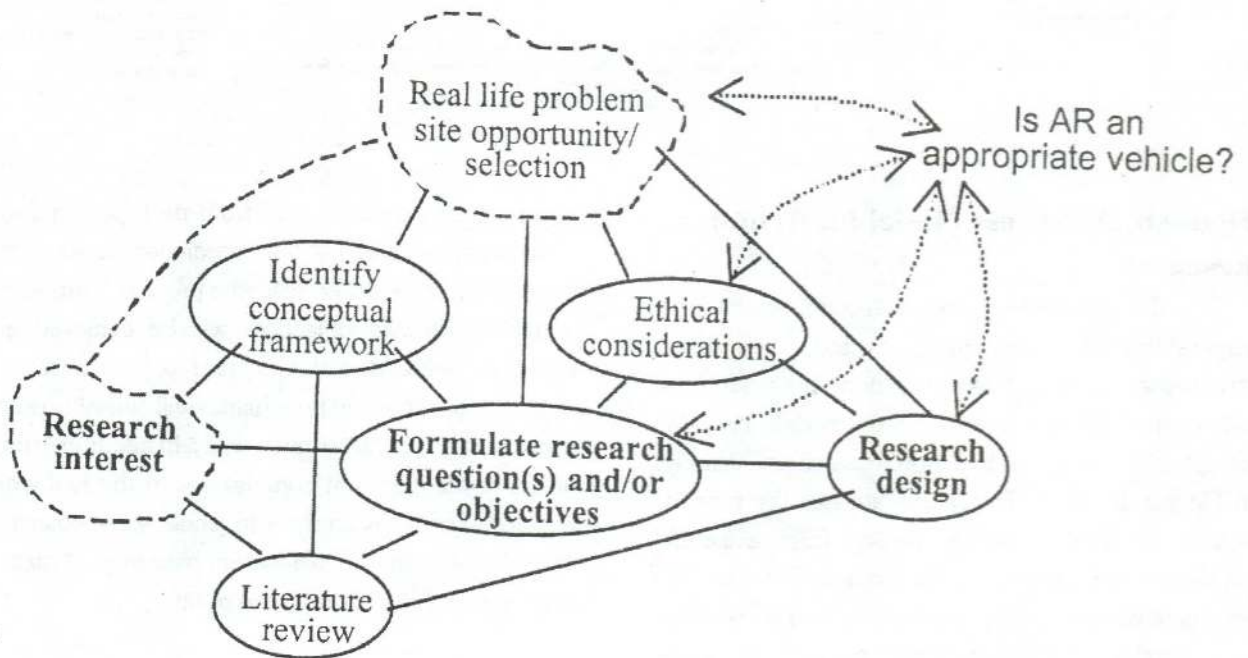 Real life problem
site opportunity/
selection
Is AR an
appropriate vehicle?
Identify
conceptual
framework
Ethical
considerations
Research
interest
Formulate research
question(s) and/or
objectives
Research
design
Literature
review